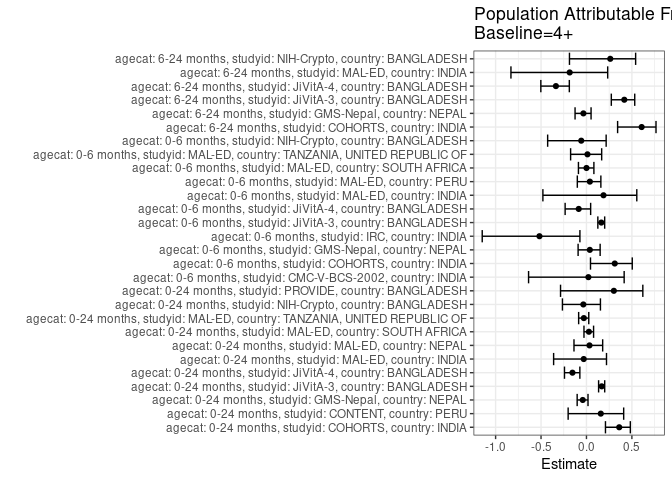 Population Attributable Fr
Baseline=4+
agecat: 6-24 months, studyid: NIH-Crypto, country: BANGLADESH
agecat: 6-24 months, studyid: MAL-ED, country: INDIA
agecat: 6-24 months, studyid: JiVitA-4, country: BANGLADESH
agecat: 6-24 months, studyid: JiVitA-3, country: BANGLADESH
agecat: 6-24 months, studyid: GMS-Nepal, country: NEPAL
agecat: 6-24 months, studyid: COHORTS, country: INDIA
agecat: 0-6 months, studyid: NIH-Crypto, country: BANGLADESH
agecat: 0-6 months, studyid: MAL-ED, country: TANZANIA, UNITED REPUBLIC OF
agecat: 0-6 months, studyid: MAL-ED, country: SOUTH AFRICA
agecat: 0-6 months, studyid: MAL-ED, country: PERU
agecat: 0-6 months, studyid: MAL-ED, country: INDIA
agecat: 0-6 months, studyid: JiVitA-4, country: BANGLADESH
agecat: 0-6 months, studyid: JiVitA-3, country: BANGLADESH
agecat: 0-6 months, studyid: IRC, country: INDIA
agecat: 0-6 months, studyid: GMS-Nepal, country: NEPAL
agecat: 0-6 months, studyid: COHORTS, country: INDIA
agecat: 0-6 months, studyid: CMC-V-BCS-2002, country: INDIA
agecat: 0-24 months, studyid: PROVIDE, country: BANGLADESH
agecat: 0-24 months, studyid: NIH-Crypto, country: BANGLADESH
agecat: 0-24 months, studyid: MAL-ED, country: TANZANIA, UNITED REPUBLIC OF
agecat: 0-24 months, studyid: MAL-ED, country: SOUTH AFRICA
agecat: 0-24 months, studyid: MAL-ED, country: NEPAL
agecat: 0-24 months, studyid: MAL-ED, country: INDIA
agecat: 0-24 months, studyid: JiVitA-4, country: BANGLADESH
agecat: 0-24 months, studyid: JiVitA-3, country: BANGLADESH
agecat: 0-24 months, studyid: GMS-Nepal, country: NEPAL
agecat: 0-24 months, studyid: CONTENT, country: PERU
agecat: 0-24 months, studyid: COHORTS, country: INDIA
-1.0 -0.5 0.0 0.5
Estimate